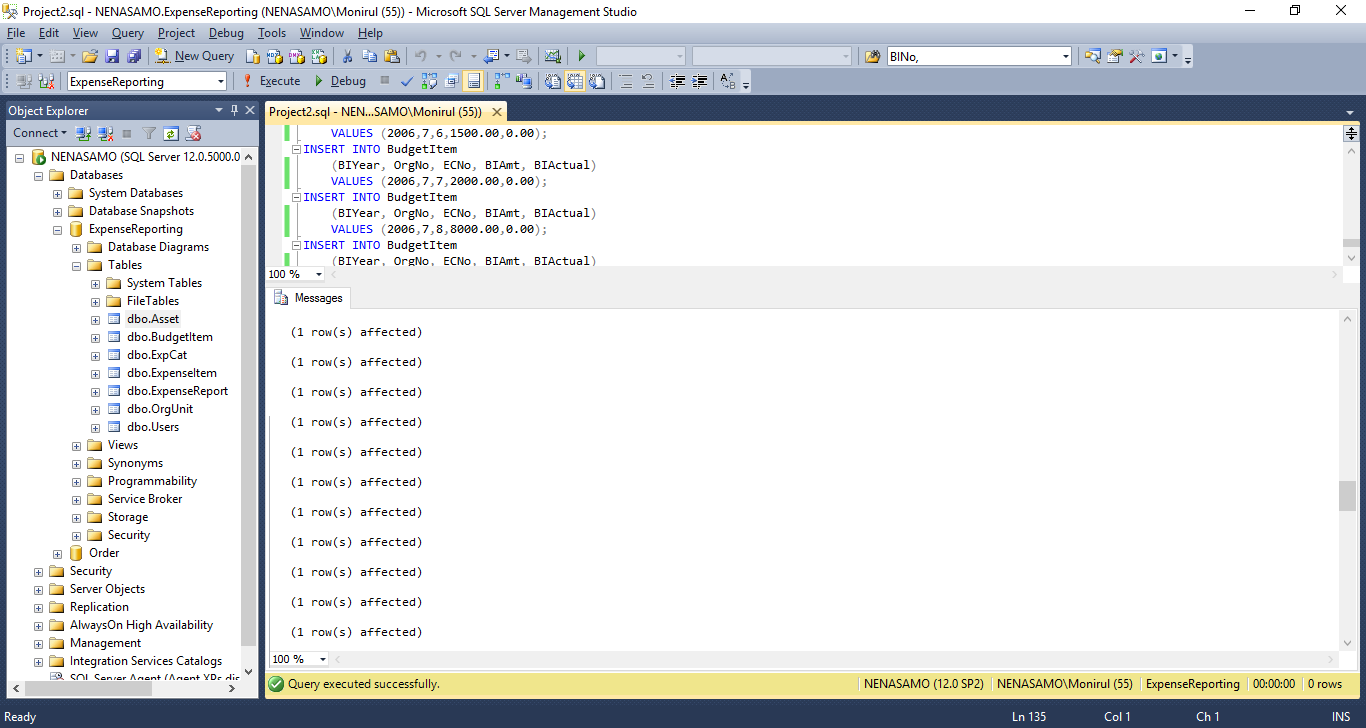 Project2.sql - NENASAMO.ExpenseReporting (NENASAMO\Monirul (55)) - Microsoft SQL Server Management Studio
File Edit View Query Project Debug Tools Window Help
New Query BINo,
ExpenseReporting Execute Debug
Object Explorer
Connect
NENASAMO (SQL Server 12.0.5000.0
Databases
System Databases
Database Snapshots
ExpenseReporting
Database Diagrams
Tables
System Tables
FileTables
dbo.Asset
dbo.BudgetItem
dbo.ExpCat
dbo.ExpenseItem
dbo.ExpenseReport
dbo.OrgUnit
dbo.Users
Views
Synonyms
Programmability
Service Broker
Storage
Security
Order
Security
Server Objects
Replication
AlwaysOn High Availability
Management
Integration Services Catalogs
SQL Server Agent (Agent XPs dis
Project2.sql - NEN...SAMO\Monirul (55))
VALUES (2006,7,6,1500.00,0.00);
INSERT INTO BudgetItem
(BIYear, OrgNo, ECNo, BIAmt, BIActual)
VALUES (2006,7,7,2000.00,0.00);
INSERT INTO BudgetItem
(BIYear, OrgNo, ECNo, BIAmt, BIActual)
VALUES (2006,7,8,8000.00,0.00);
INSERT INTO BudgetItem
(BIYear, OrgNo, ECNo, BIAmt, BIActual)
100 %
Messages
(1 row(s) affected)
(1 row(s) affected)
(1 row(s) affected)
(1 row(s) affected)
(1 row(s) affected)
(1 row(s) affected)
(1 row(s) affected)
(1 row(s) affected)
(1 row(s) affected)
(1 row(s) affected)
(1 row(s) affected)
100 %
Query executed successfully. NENASAMO (12.0 SP2) NENASAMO\Monirul (55) ExpenseReporting 00:00:00 0 rows
Ready Ln 135 Col 1 Ch 1 INS